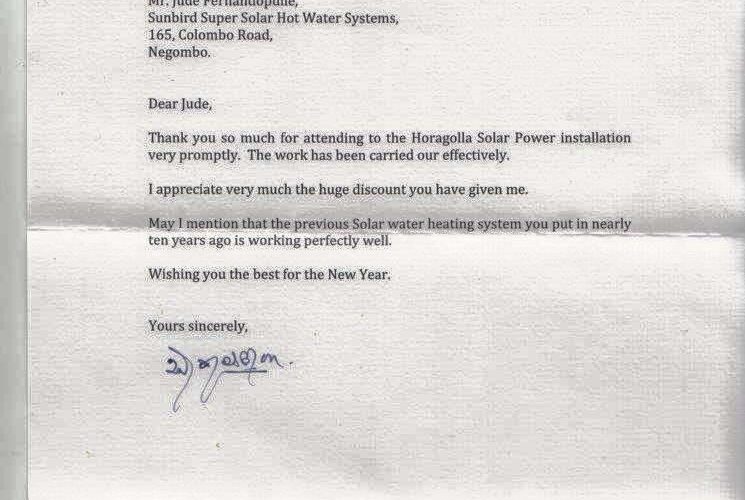 Mr. Jude Fernandopulle,
Sunbird Super Solar Hot Water Systems,
165, Colombo Road,
Negombo.
Dear Jude,
Thank you so much for attending to the Horagolla Solar Power installation
very promptly. The work has been carried our effectively.
I appreciate very much the huge discount you have given me.
May I mention that the previous Solar water heating system you put in nearly
ten years ago is working perfectly well.
Wishing you the best for the New Year.
Yours sincerely,